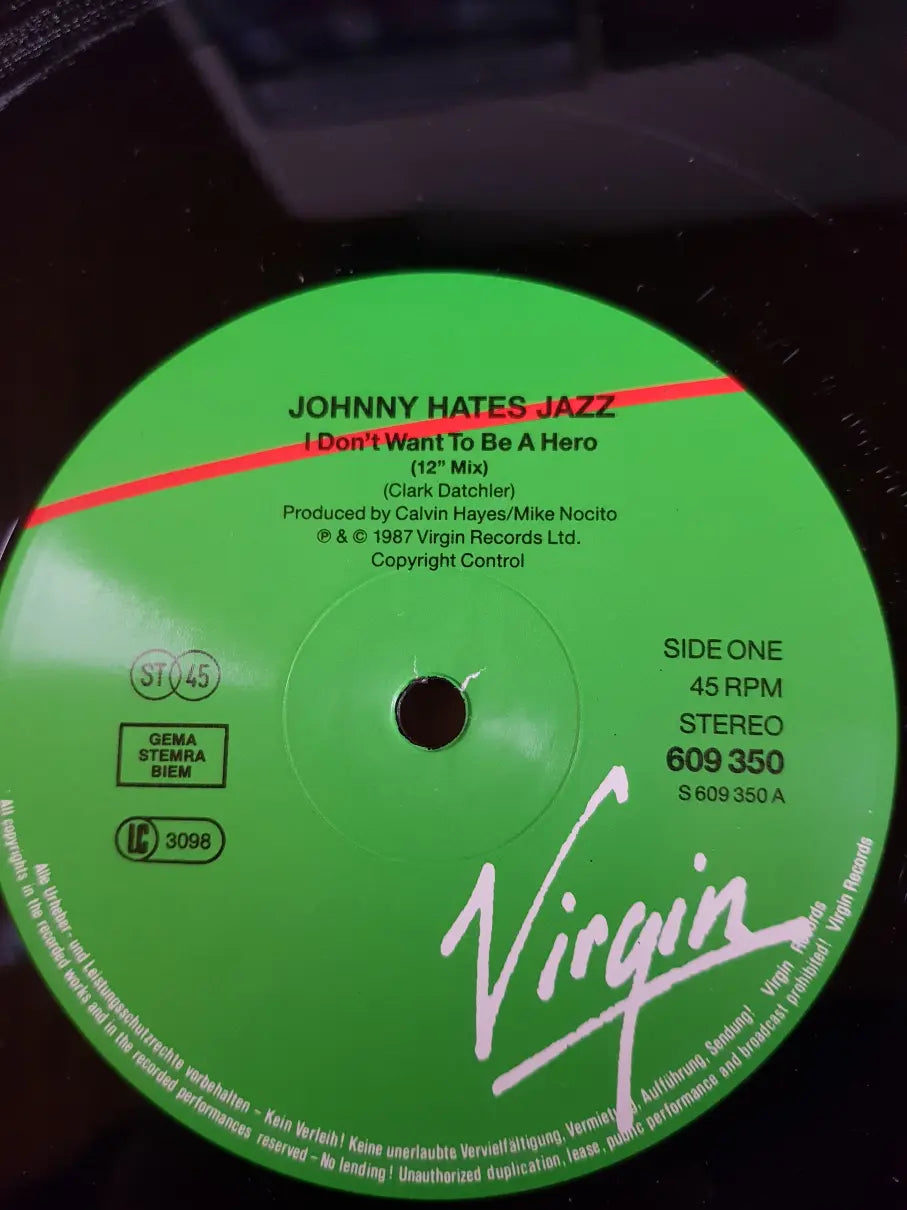 JOHNNY HATES JAZZ
I Don't Want To Be A Hero
(12" Mix)
(Clark Datchler)
Produced by Calvin Hayes/Mike Nocito
℗ & © 1987 Virgin Records Ltd.
Copyright Control
ST 45
GEMA
STEMRA
BIEM
LC 3098
SIDE ONE
45 RPM
STEREO
609 350
S 609 350 A
Virgin
Alle Urheber- und Leistungsschutzrechte vorbehalten – Kein Verleih! Keine unerlaubte Vervielfältigung, Vermietung, Aufführung, Sendung! Virgin Records
All copyrights in the recorded works and in the recorded performances reserved – No lending! Unauthorized duplication, lease, public performance and broadcast prohibited! Virgin Records